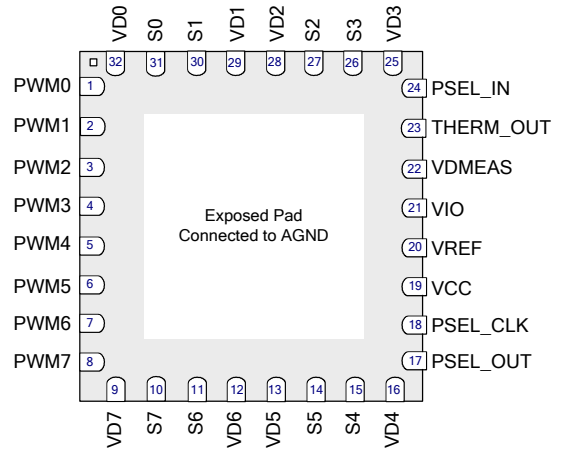 VD0 S0 S1 VD1 VD2 S2 S3 VD3
32 31 30 29 28 27 26 25
PWM0 1
PWM1 2
PWM2 3
PWM3 4
PWM4 5
PWM5 6
PWM6 7
PWM7 8
Exposed Pad
Connected to AGND
24 PSEL_IN
23 THERM_OUT
22 VDMEAS
21 VIO
20 VREF
19 VCC
18 PSEL_CLK
17 PSEL_OUT
9 10 11 12 13 14 15 16
VD7 S7 S6 VD6 VD5 S5 S4 VD4